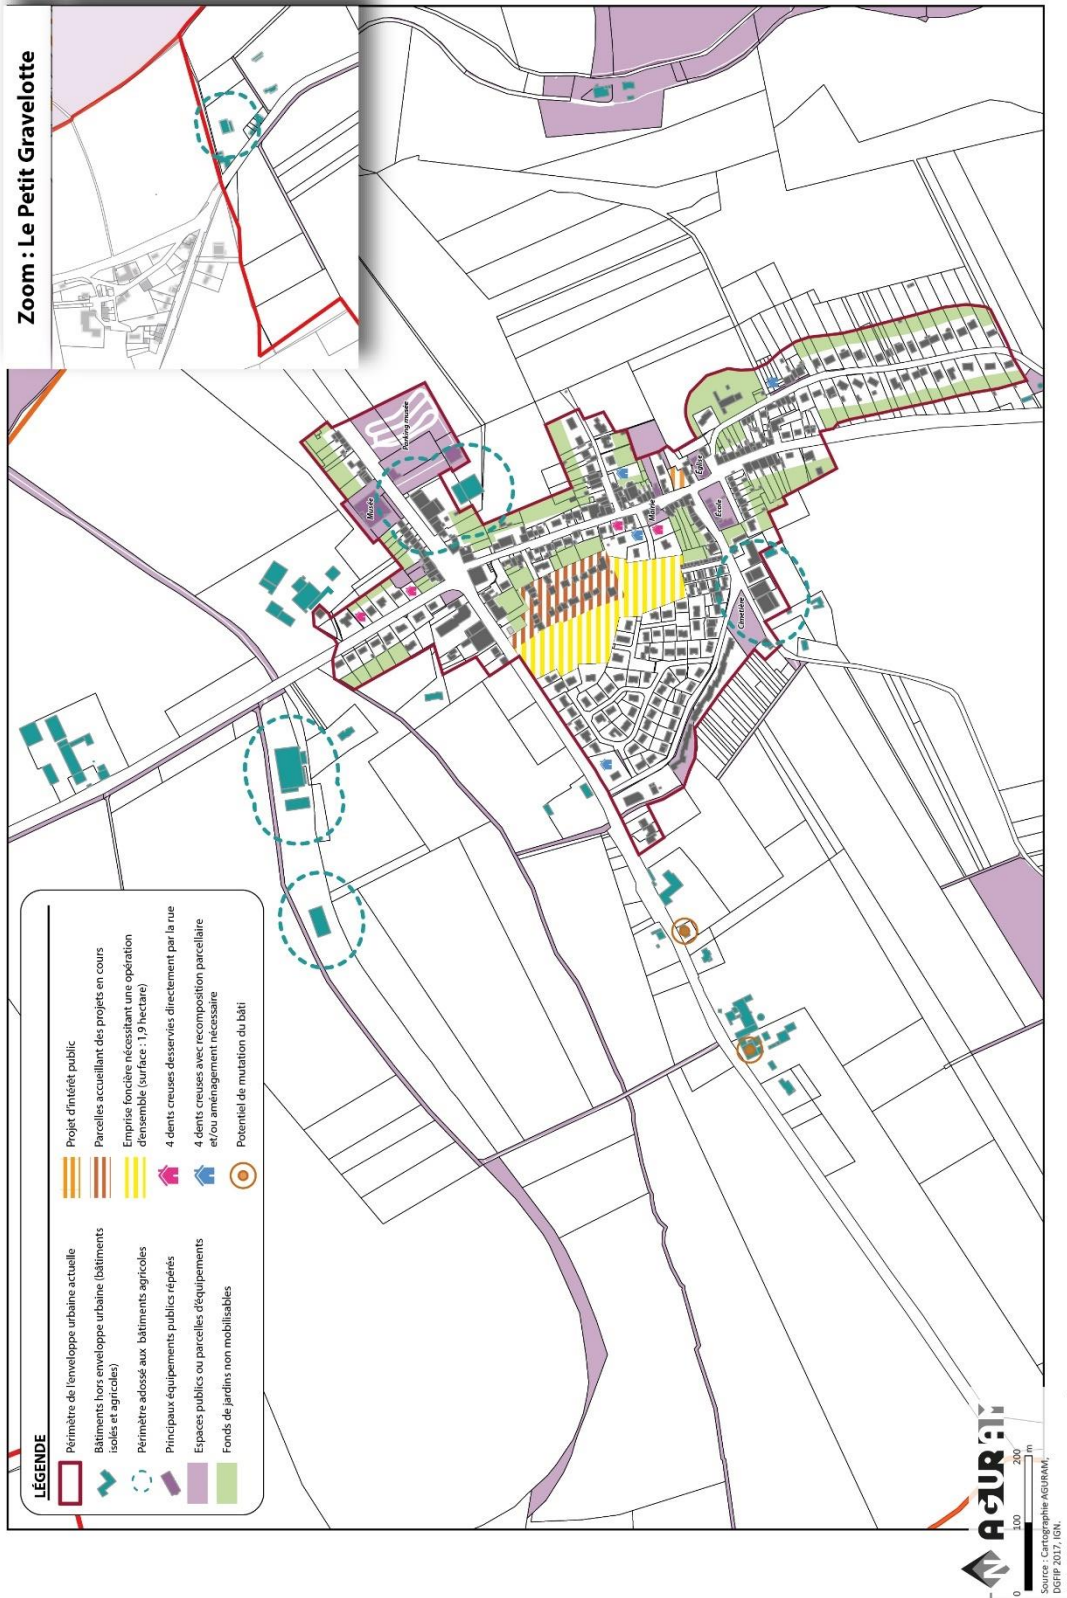 Zoom : Le Petit Gravelotte
LÉGENDE
Périmètre de l'enveloppe urbaine actuelle
Bâtiments hors enveloppe urbaine (bâtiments
isolés et agricoles)
Périmètre adossé aux bâtiments agricoles
Principaux équipements publics répérés
Espaces publics ou parcelles d'équipements
Fonds de jardins non mobilisables
Projet d'intérêt public
Parcelles accueillant des projets en cours
Emprise foncière nécessitant une opération
d'ensemble (surface : 1,9 hectare)
4 dents creuses desservies directement par la rue
4 dents creuses avec recomposition parcellaire
et/ou aménagement nécessaire
Potentiel de mutation du bâti
Parking musée
Musée
Mairie
Église
École
Cimetière
N
AGURAM
0 100 200
m
Source : Cartographie AGURAM,
DGFIP 2017, IGN.